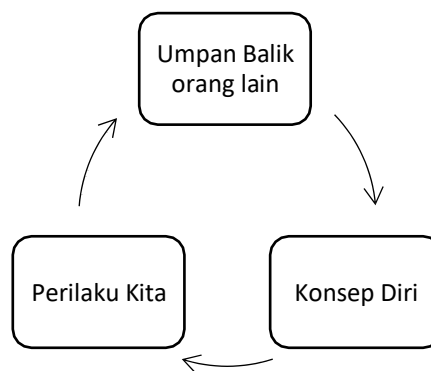 Umpan Balik
orang lain
Perilaku Kita
Konsep Diri